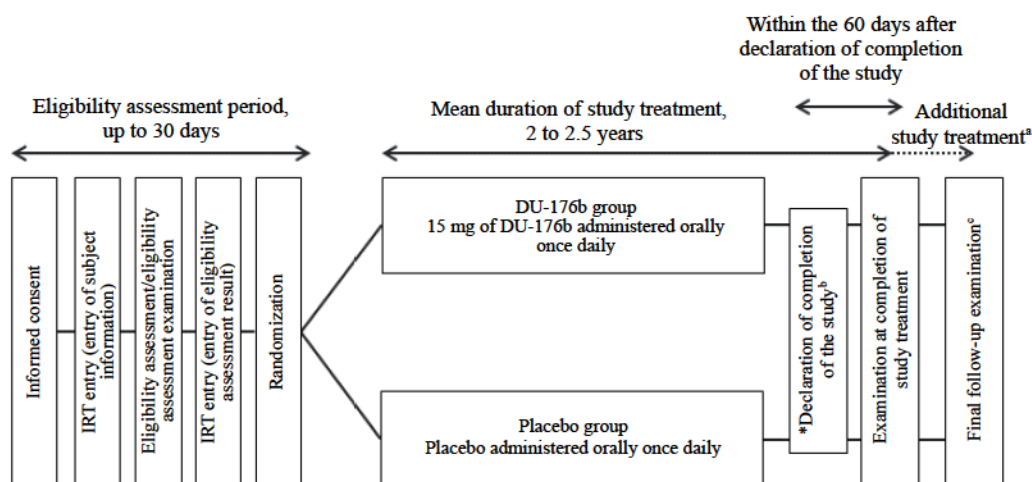 Within the 60 days after
declaration of completion
of the study
Eligibility assessment period,
up to 30 days
Mean duration of study treatment,
2 to 2.5 years
Additional
study treatmentᵃ
Informed consent
IRT entry (entry of subject
information)
Eligibility assessment/eligibility
assessment examination
IRT entry (entry of eligibility
assessment result)
Randomization
DU-176b group
15 mg of DU-176b administered orally
once daily
Placebo group
Placebo administered orally once daily
*Declaration of completion
of the studyᵇ
Examination at completion of
study treatment
Final follow-up examinationᶜ